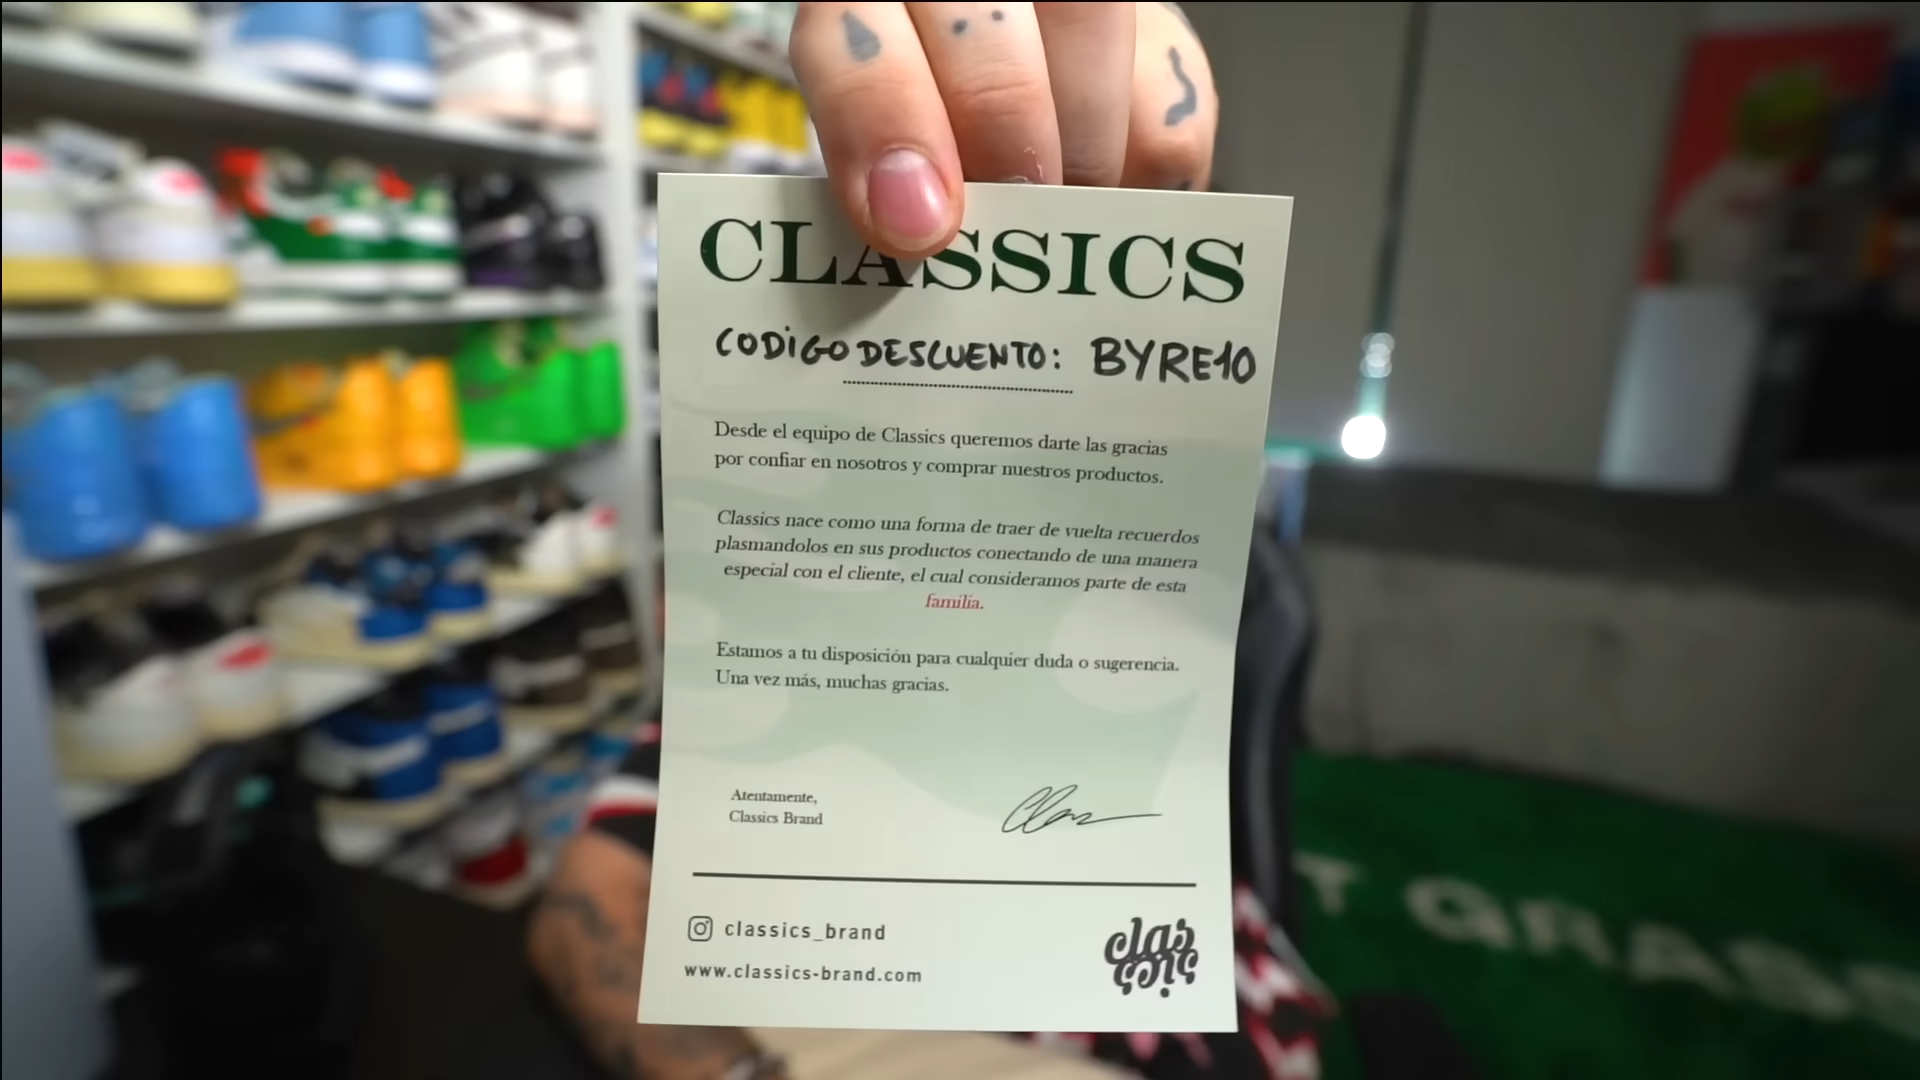 CLASSICS
CODIGO DESCUENTO: BYRE10
Desde el equipo de Classics queremos darte las gracias
por confiar en nosotros y comprar nuestros productos.
Classics nace como una forma de traer de vuelta recuerdos
plasmandolos en sus productos conectando de una manera
especial con el cliente, el cual consideramos parte de esta
familia.
Estamos a tu disposición para cualquier duda o sugerencia.
Una vez más, muchas gracias.
Atentamente,
Classics Brand
classics_brand
www.classics-brand.com
clas
sics
GRASS